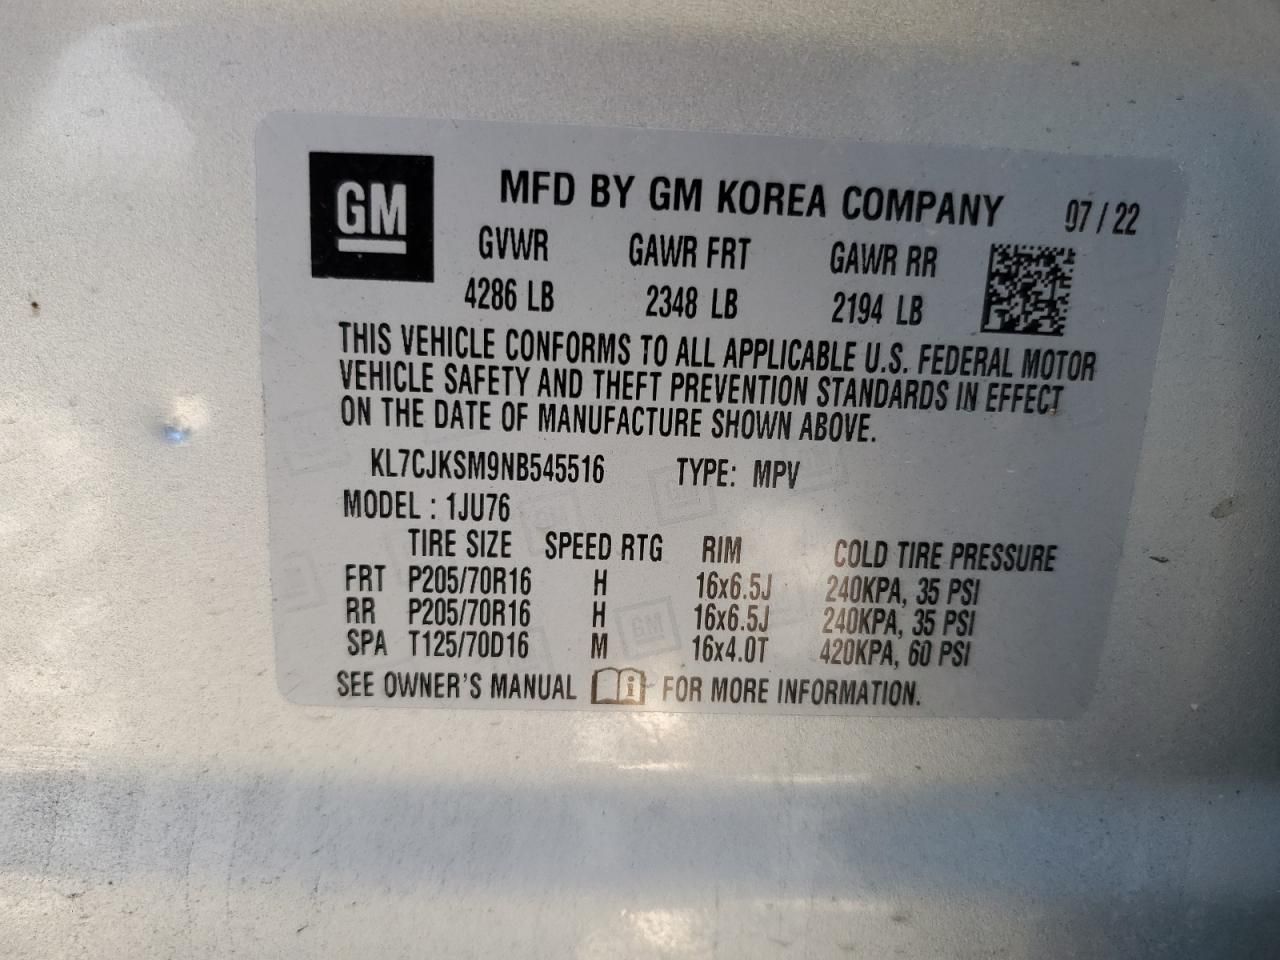 GM
MFD BY GM KOREA COMPANY 07/22
GVWR GAWR FRT GAWR RR
4286 LB 2348 LB 2194 LB
THIS VEHICLE CONFORMS TO ALL APPLICABLE U.S. FEDERAL MOTOR
VEHICLE SAFETY AND THEFT PREVENTION STANDARDS IN EFFECT
ON THE DATE OF MANUFACTURE SHOWN ABOVE.
KL7CJKSM9NB545516 TYPE: MPV
MODEL : 1JU76
TIRE SIZE SPEED RTG RIM COLD TIRE PRESSURE
FRT P205/70R16 H 16x6.5J 240KPA, 35 PSI
RR P205/70R16 H 16x6.5J 240KPA, 35 PSI
SPA T125/70D16 M 16x4.0T 420KPA, 60 PSI
SEE OWNER'S MANUAL i FOR MORE INFORMATION.